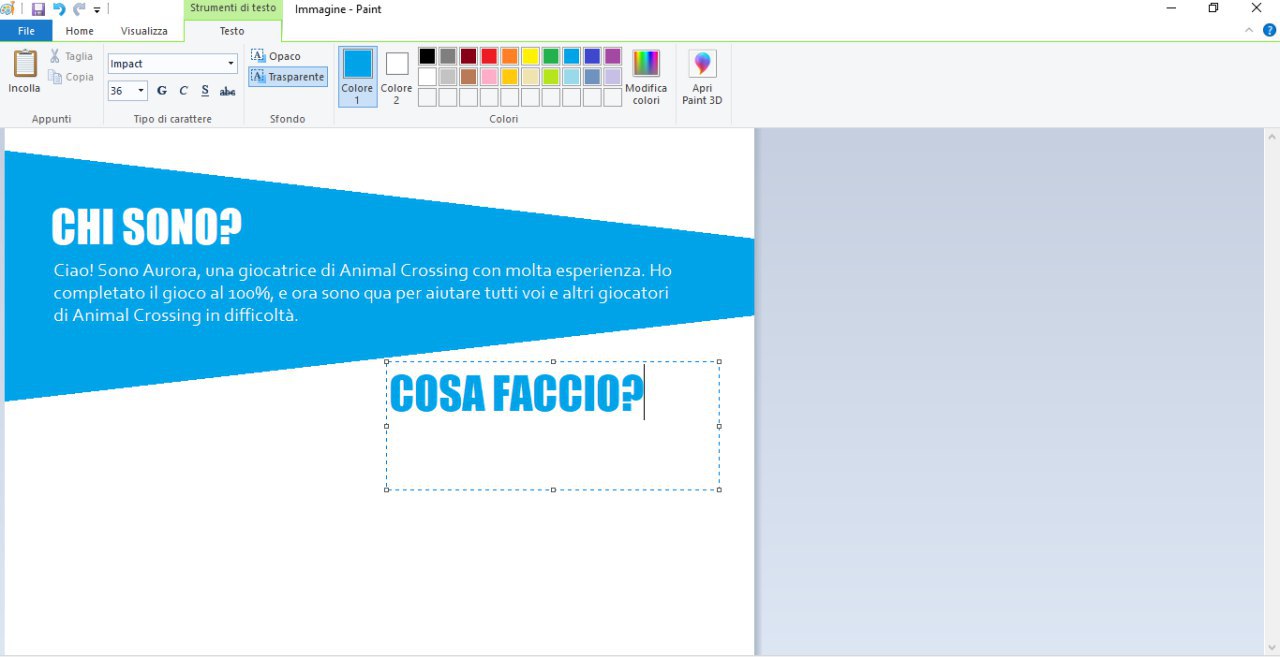 Strumenti di testo
Immagine - Paint
File
Home
Visualizza
Testo
Incolla
Taglia
Copia
Appunti
Impact
36
G C S abc
Tipo di carattere
Opaco
Trasparente
Sfondo
Colore 1
Colore 2
Modifica colori
Colori
Apri Paint 3D
CHI SONO?
Ciao! Sono Aurora, una giocatrice di Animal Crossing con molta esperienza. Ho
completato il gioco al 100%, e ora sono qua per aiutare tutti voi e altri giocatori
di Animal Crossing in difficoltà.
COSA FACCIO?